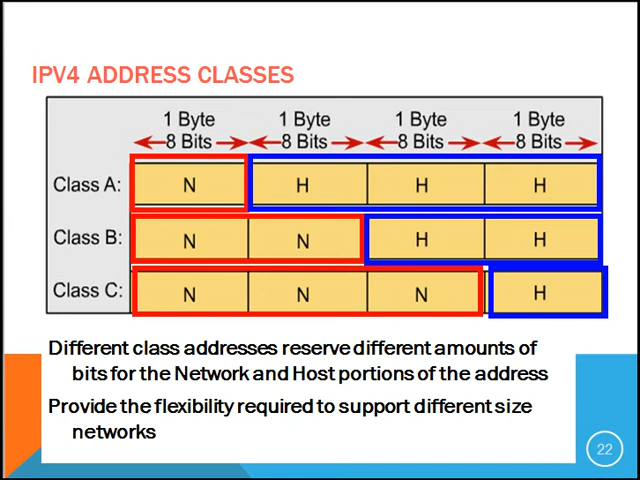 IPV4 ADDRESS CLASSES
1 Byte 1 Byte 1 Byte 1 Byte
8 Bits 8 Bits 8 Bits 8 Bits
Class A: N H H H
Class B: N N H H
Class C: N N N H
Different class addresses reserve different amounts of
bits for the Network and Host portions of the address
Provide the flexibility required to support different size
networks
22